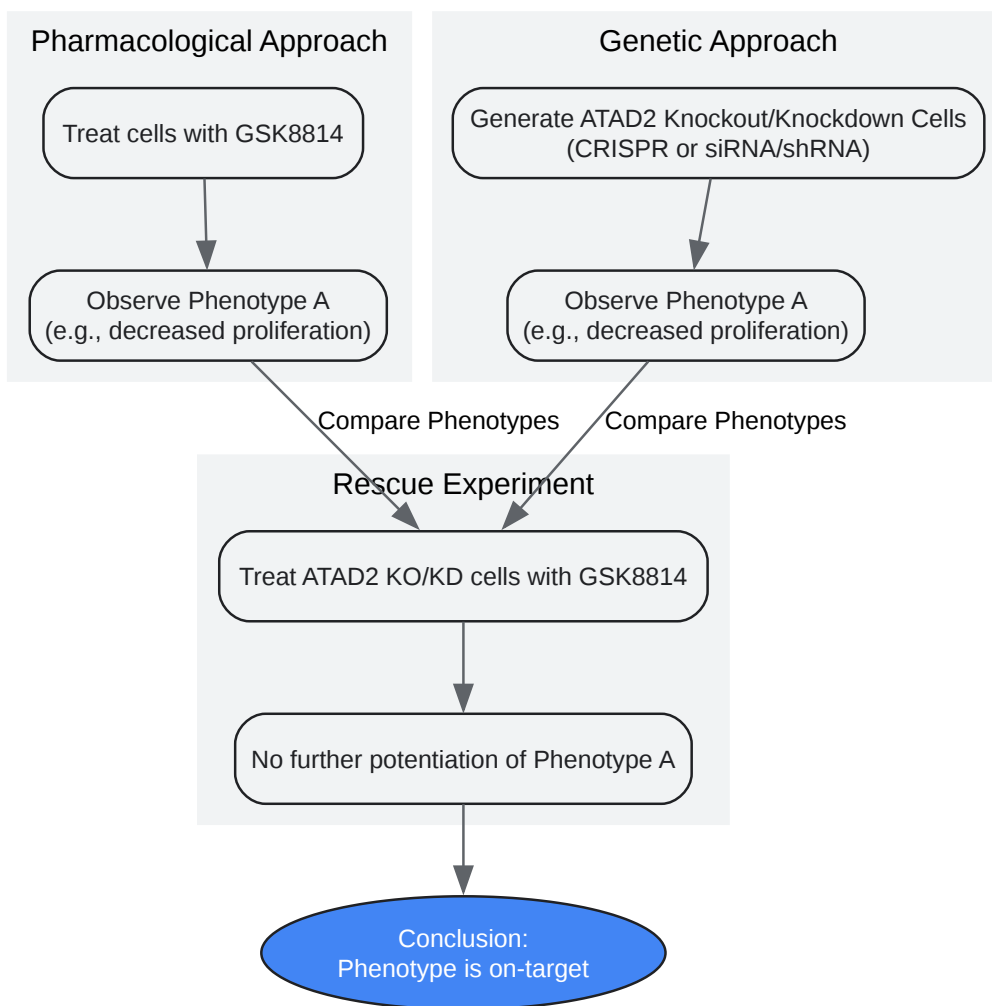 Pharmacological Approach
Genetic Approach
Treat cells with GSK8814
Generate ATAD2 Knockout/Knockdown Cells
(CRISPR or siRNA/shRNA)
Observe Phenotype A
(e.g., decreased proliferation)
Observe Phenotype A
(e.g., decreased proliferation)
Compare Phenotypes
Compare Phenotypes
Rescue Experiment
Treat ATAD2 KO/KD cells with GSK8814
No further potentiation of Phenotype A
Conclusion:
Phenotype is on-target